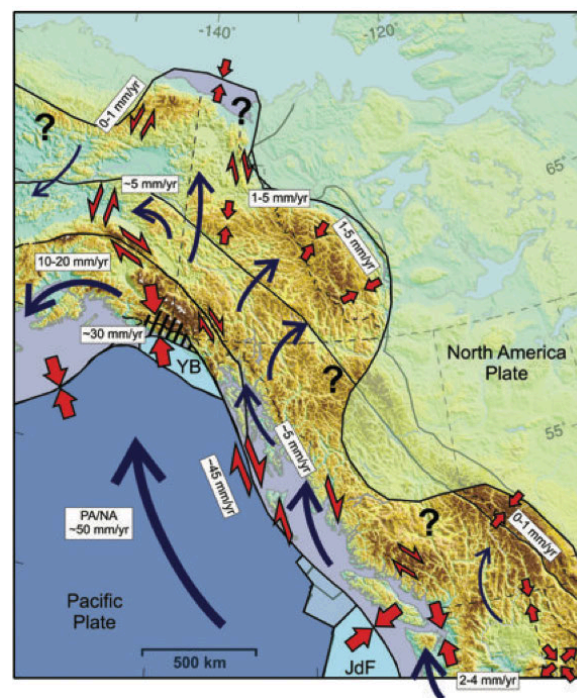 -140°
-120°
0-1 mm/yr
?
?
65°
~5 mm/yr
1-5 mm/yr
1-5 mm/yr
10-20 mm/yr
~30 mm/yr
YB
North America
Plate
?
55°
~5 mm/yr
~45 mm/yr
PA/NA
~50 mm/yr
?
0-1 mm/yr
Pacific
Plate
500 km
JdF
2-4 mm/yr